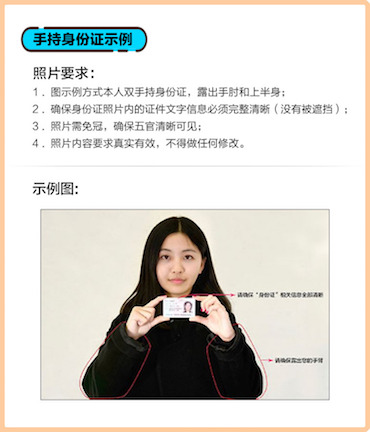 手持身份证示例
照片要求：
1．图示例方式本人双手持身份证，露出手肘和上半身；
2．确保身份证照片内的证件文字信息必须完整清晰（没有被遮挡）；
3．照片需免冠，确保五官清晰可见；
4．照片内容要求真实有效，不得做任何修改。
示例图：
请确保“身份证”相关信息全部清晰
请确保露出您的手臂